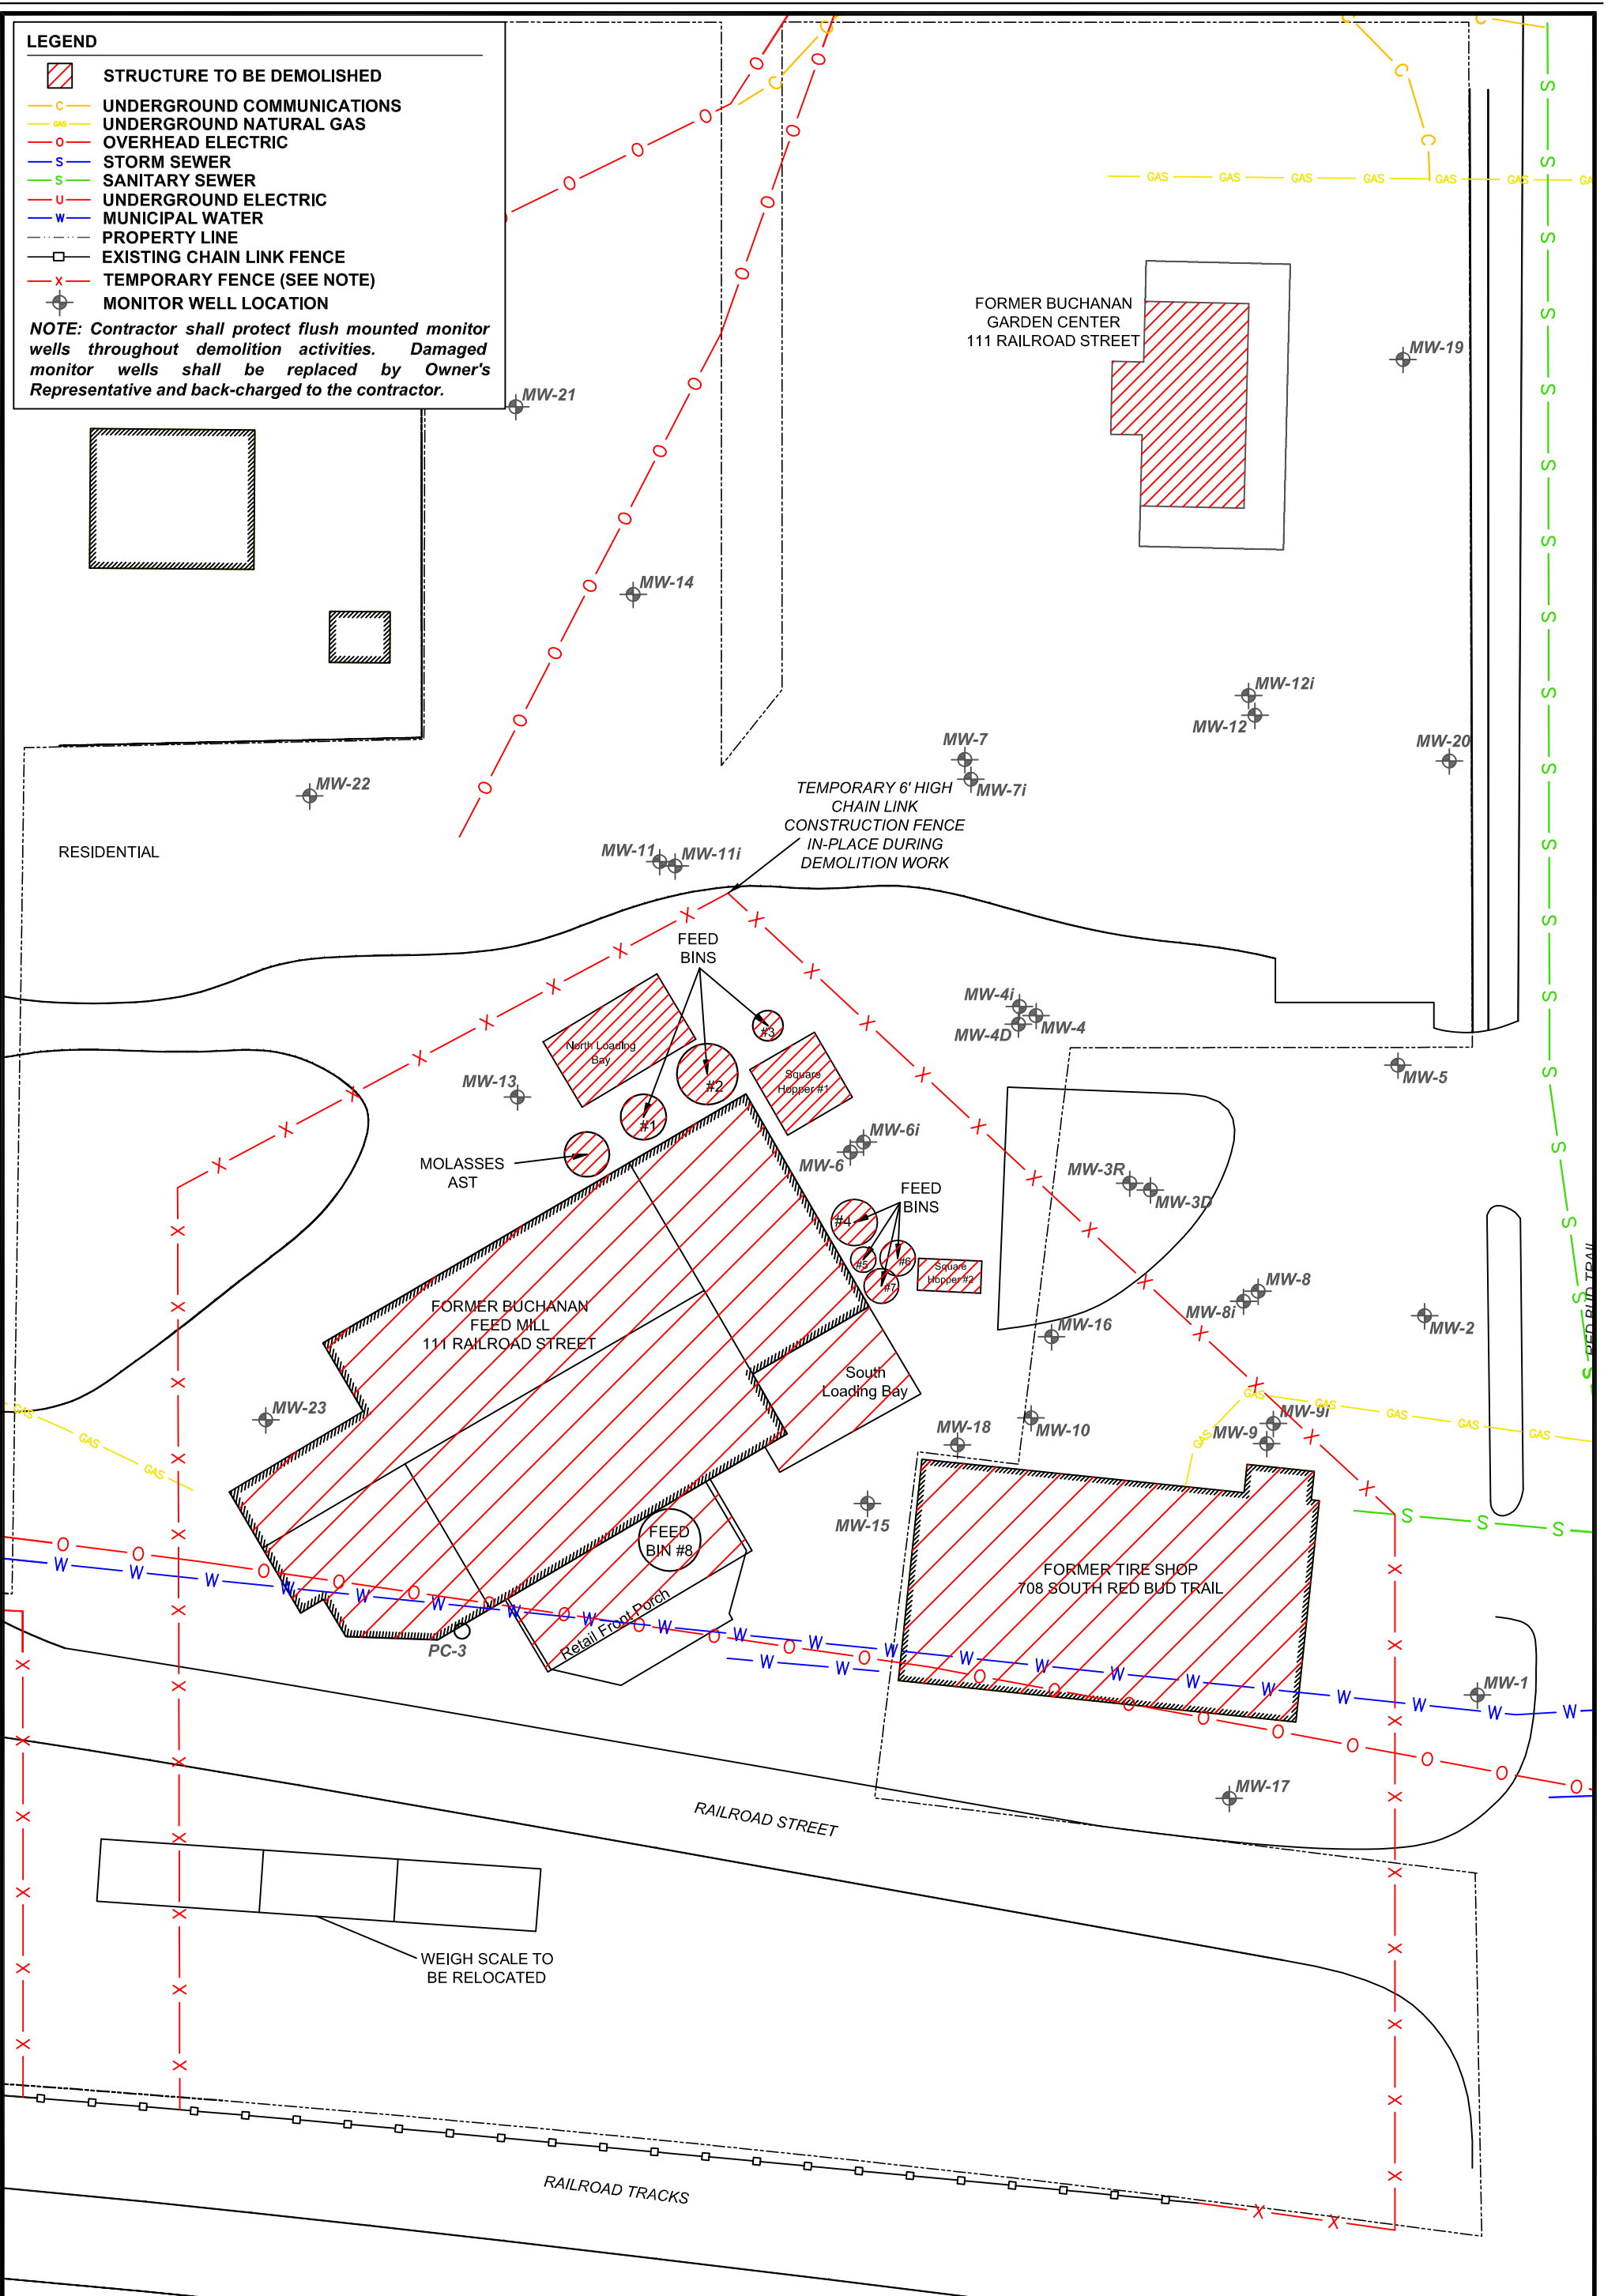 LEGEND
STRUCTURE TO BE DEMOLISHED
C UNDERGROUND COMMUNICATIONS
GAS UNDERGROUND NATURAL GAS
O OVERHEAD ELECTRIC
S STORM SEWER
S SANITARY SEWER
U UNDERGROUND ELECTRIC
W MUNICIPAL WATER
PROPERTY LINE
EXISTING CHAIN LINK FENCE
X TEMPORARY FENCE (SEE NOTE)
MONITOR WELL LOCATION
NOTE: Contractor shall protect flush mounted monitor
wells throughout demolition activities. Damaged
monitor wells shall be replaced by Owner's
Representative and back-charged to the contractor.
FORMER BUCHANAN
GARDEN CENTER
111 RAILROAD STREET
MW-19
MW-21
MW-14
MW-12i
MW-12
MW-20
MW-7
MW-7i
MW-22
TEMPORARY 6' HIGH
CHAIN LINK
CONSTRUCTION FENCE
IN-PLACE DURING
DEMOLITION WORK
RESIDENTIAL
MW-11
MW-11i
FEED
BINS
MW-4i
MW-4
MW-4D
#3
North Loading
Bay
#2
Square
Hopper #1
MW-5
MW-13
#1
MW-6i
MW-6
MOLASSES
AST
MW-3R
MW-3D
FEED
BINS
#4
#5
#6
#7
Square
Hopper #2
RED BUD TRAIL
MW-8
MW-8i
MW-2
FORMER BUCHANAN
FEED MILL
111 RAILROAD STREET
MW-16
South
Loading Bay
MW-23
MW-18
MW-10
MW-9i
MW-9
GAS
MW-15
FEED
BIN #8
FORMER TIRE SHOP
708 SOUTH RED BUD TRAIL
Retail Front Porch
PC-3
MW-1
MW-17
RAILROAD STREET
WEIGH SCALE TO
BE RELOCATED
RAILROAD TRACKS